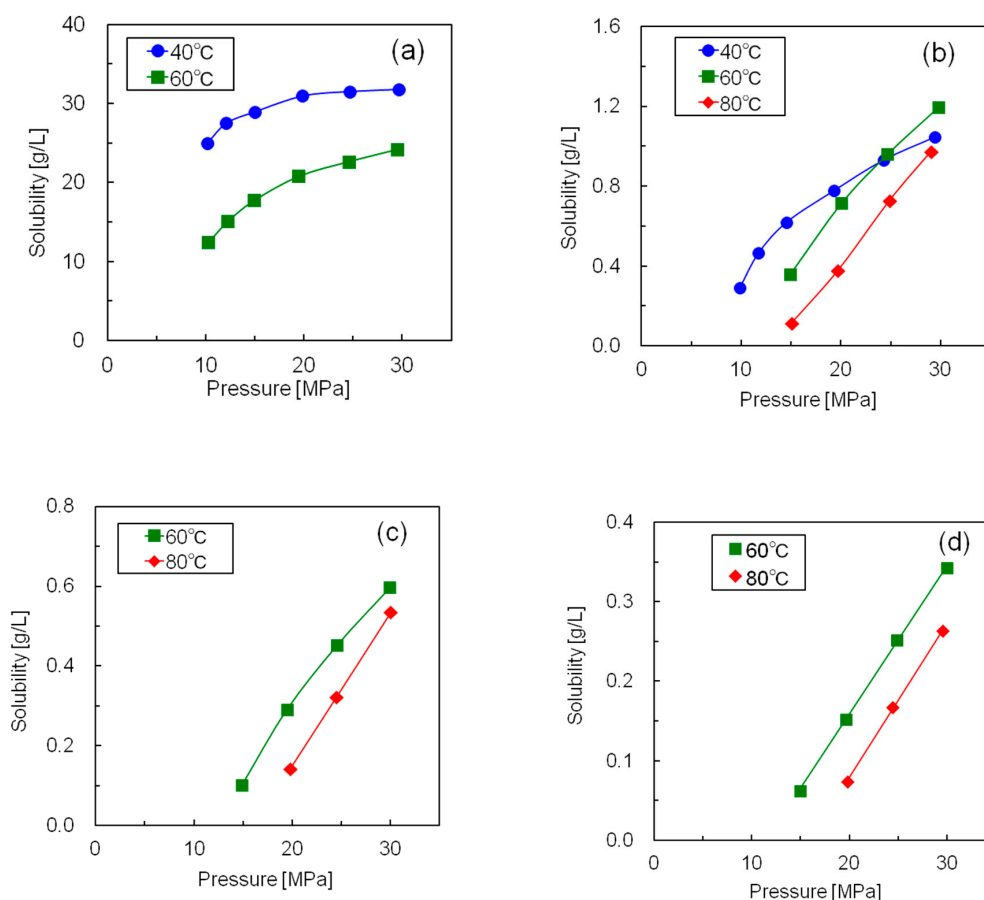 (a)
40°C
60°C
Solubility [g/L]
40
30
20
10
0
0 10 20 30
Pressure [MPa]
(b)
40°C
60°C
80°C
Solubility [g/L]
1.6
1.2
0.8
0.4
0.0
0 10 20 30
Pressure [MPa]
(c)
60°C
80°C
Solubility [g/L]
0.8
0.6
0.4
0.2
0.0
0 10 20 30
Pressure [MPa]
(d)
60°C
80°C
Solubility [g/L]
0.4
0.3
0.2
0.1
0.0
0 10 20 30
Pressure [MPa]